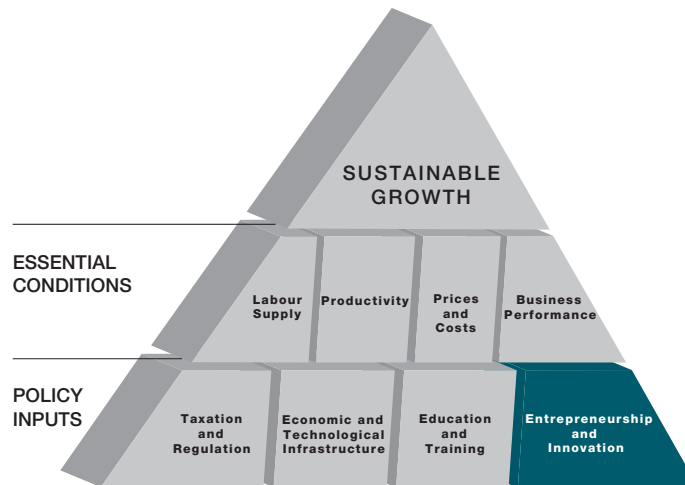 SUSTAINABLE
GROWTH
ESSENTIAL
CONDITIONS
Labour
Supply
Productivity
Prices
and
Costs
Business
Performance
POLICY
INPUTS
Taxation
and
Regulation
Economic and
Technological
Infrastructure
Education
and
Training
Entrepreneurship
and
Innovation